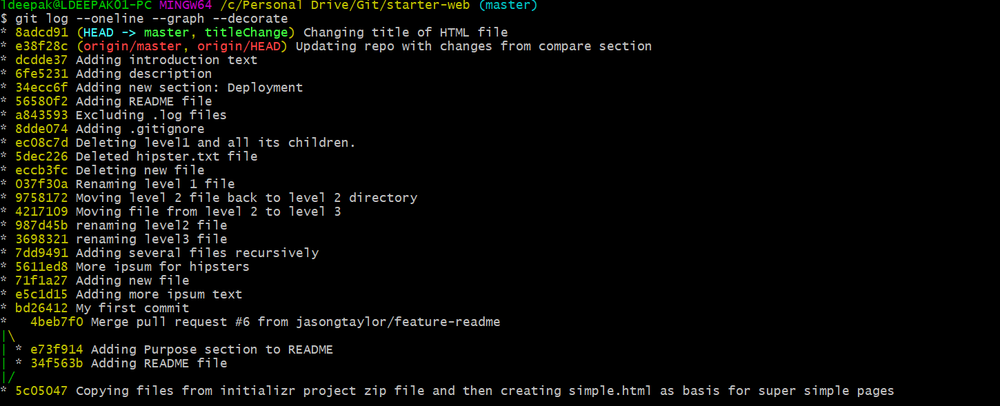 ldeepak@LDEEPAK01-PC MINGW64 /c/Personal Drive/Git/starter-web (master)
$ git log --oneline --graph --decorate
* 8adcd91 (HEAD -> master, titleChange) Changing title of HTML file
* e38f28c (origin/master, origin/HEAD) Updating repo with changes from compare section
* dcdde37 Adding introduction text
* 6fe5231 Adding description
* 34ecc6f Adding new section: Deployment
* 56580f2 Adding README file
* a843593 Excluding .log files
* 8dde074 Adding .gitignore
* ec08c7d Deleting level1 and all its children.
* 5dec226 Deleted hipster.txt file
* eccb3fc Deleting new file
* 037f30a Renaming level 1 file
* 9758172 Moving level 2 file back to level 2 directory
* 4217109 Moving file from level 2 to level 3
* 987d45b renaming level2 file
* 3698321 renaming level3 file
* 7dd9491 Adding several files recursively
* 5611ed8 More ipsum for hipsters
* 71f1a27 Adding new file
* e5c1d15 Adding more ipsum text
* bd26412 My first commit
*   4beb7f0 Merge pull request #6 from jasongtaylor/feature-readme
|\
| * e73f914 Adding Purpose section to README
| * 34f563b Adding README file
|/
* 5c05047 Copying files from initializr project zip file and then creating simple.html as basis for super simple pages